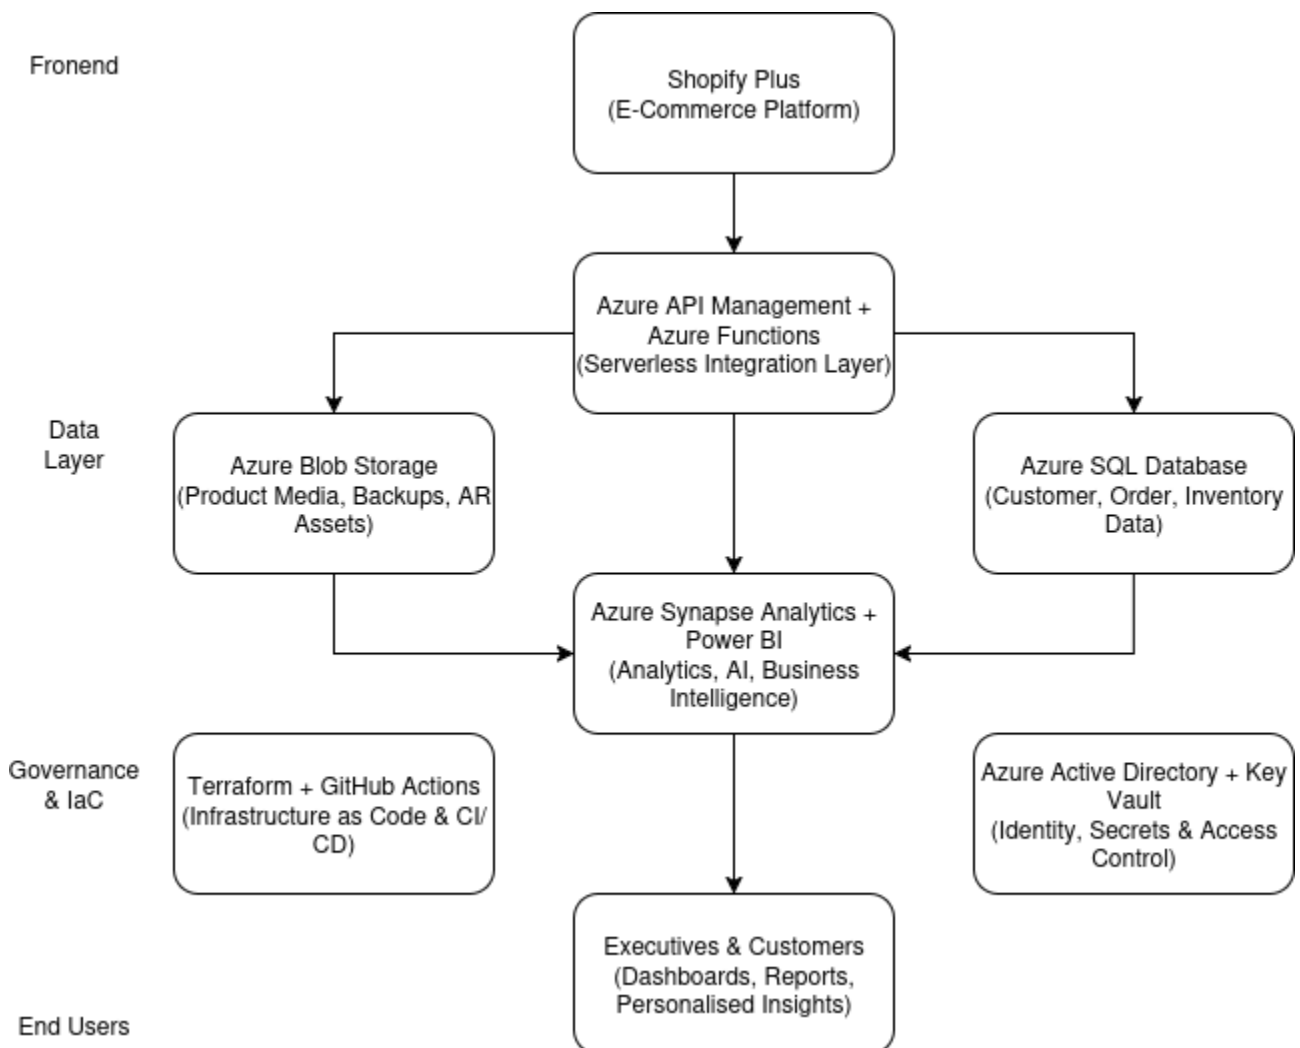 Fronend
Shopify Plus
(E-Commerce Platform)
Azure API Management +
Azure Functions
(Serverless Integration Layer)
Data
Layer
Azure Blob Storage
(Product Media, Backups, AR
Assets)
Azure SQL Database
(Customer, Order, Inventory
Data)
Azure Synapse Analytics +
Power BI
(Analytics, AI, Business
Intelligence)
Governance
& IaC
Terraform + GitHub Actions
(Infrastructure as Code & CI/
CD)
Azure Active Directory + Key
Vault
(Identity, Secrets & Access
Control)
Executives & Customers
(Dashboards, Reports,
Personalised Insights)
End Users